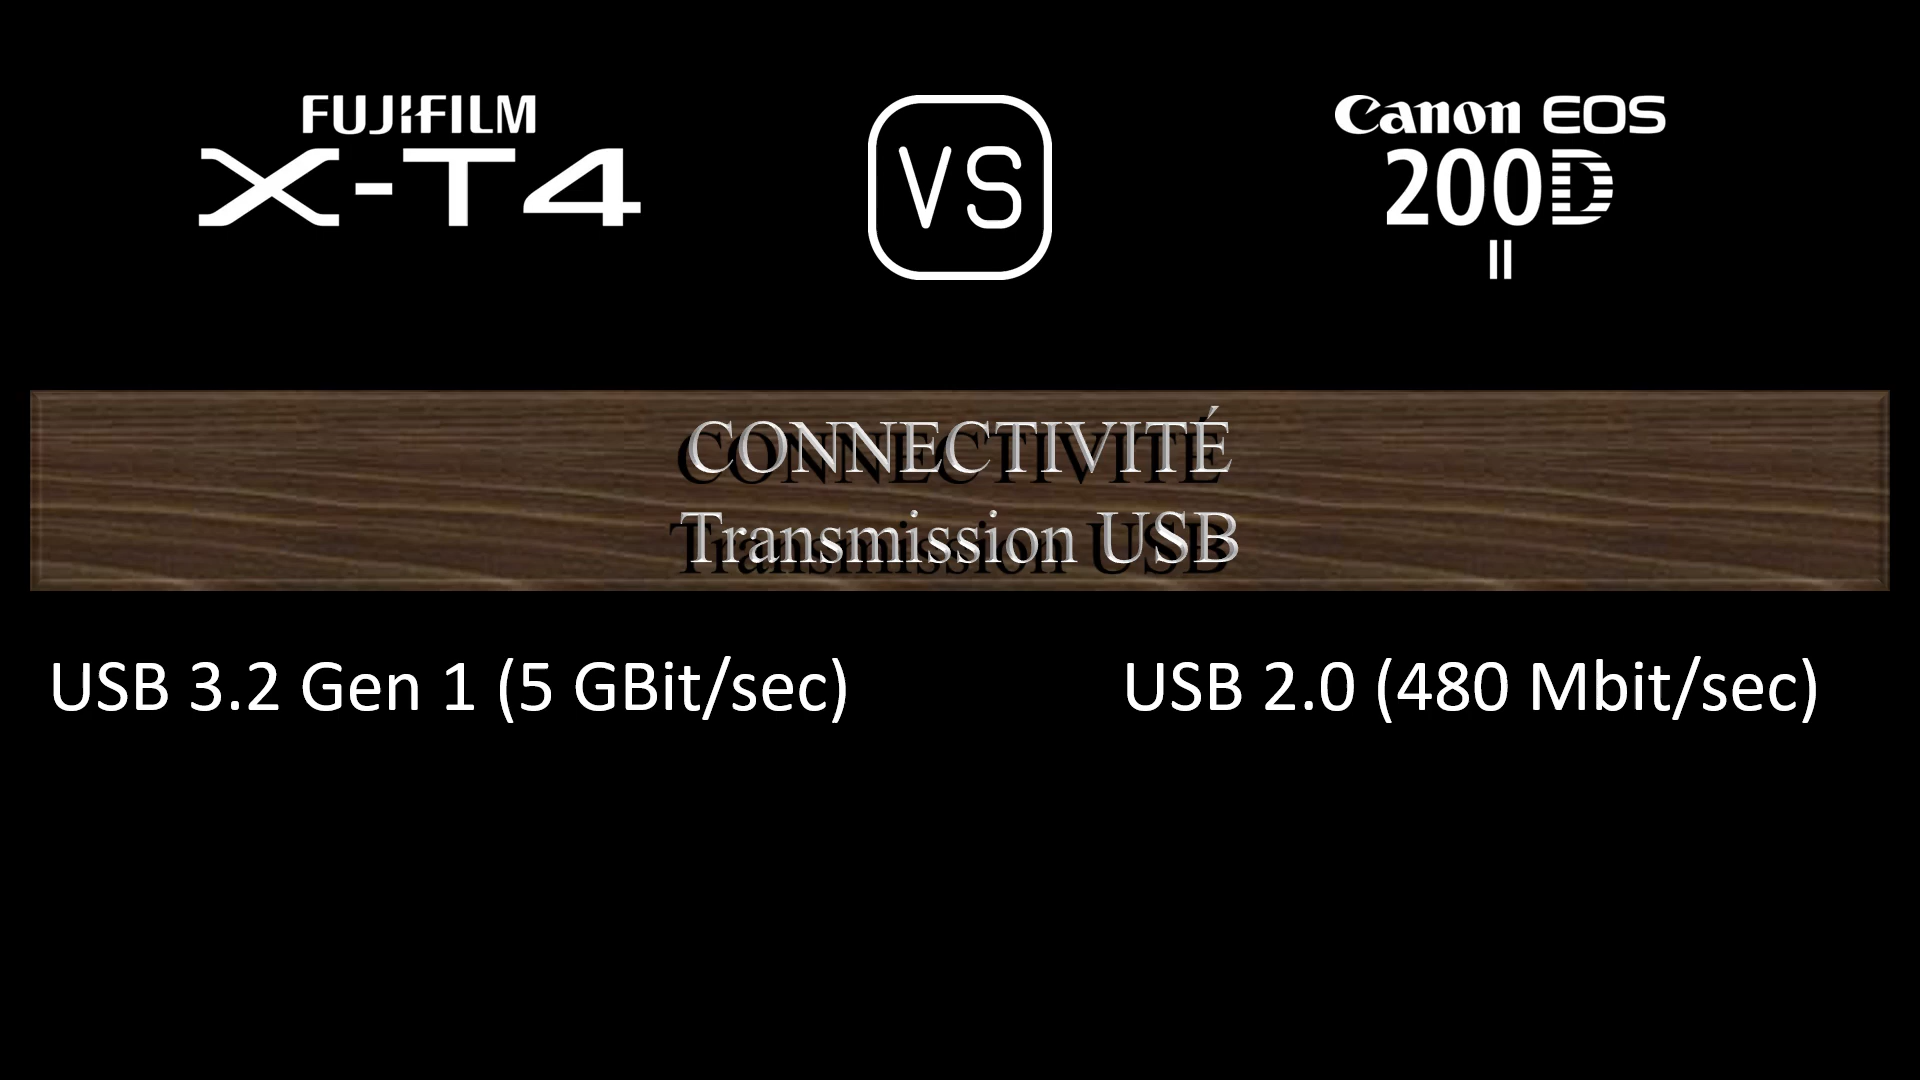 FUJIFILM
X-T4
VS
Canon EOS
200D
II
CONNECTIVITÉ
Transmission USB
USB 3.2 Gen 1 (5 GBit/sec)
USB 2.0 (480 Mbit/sec)